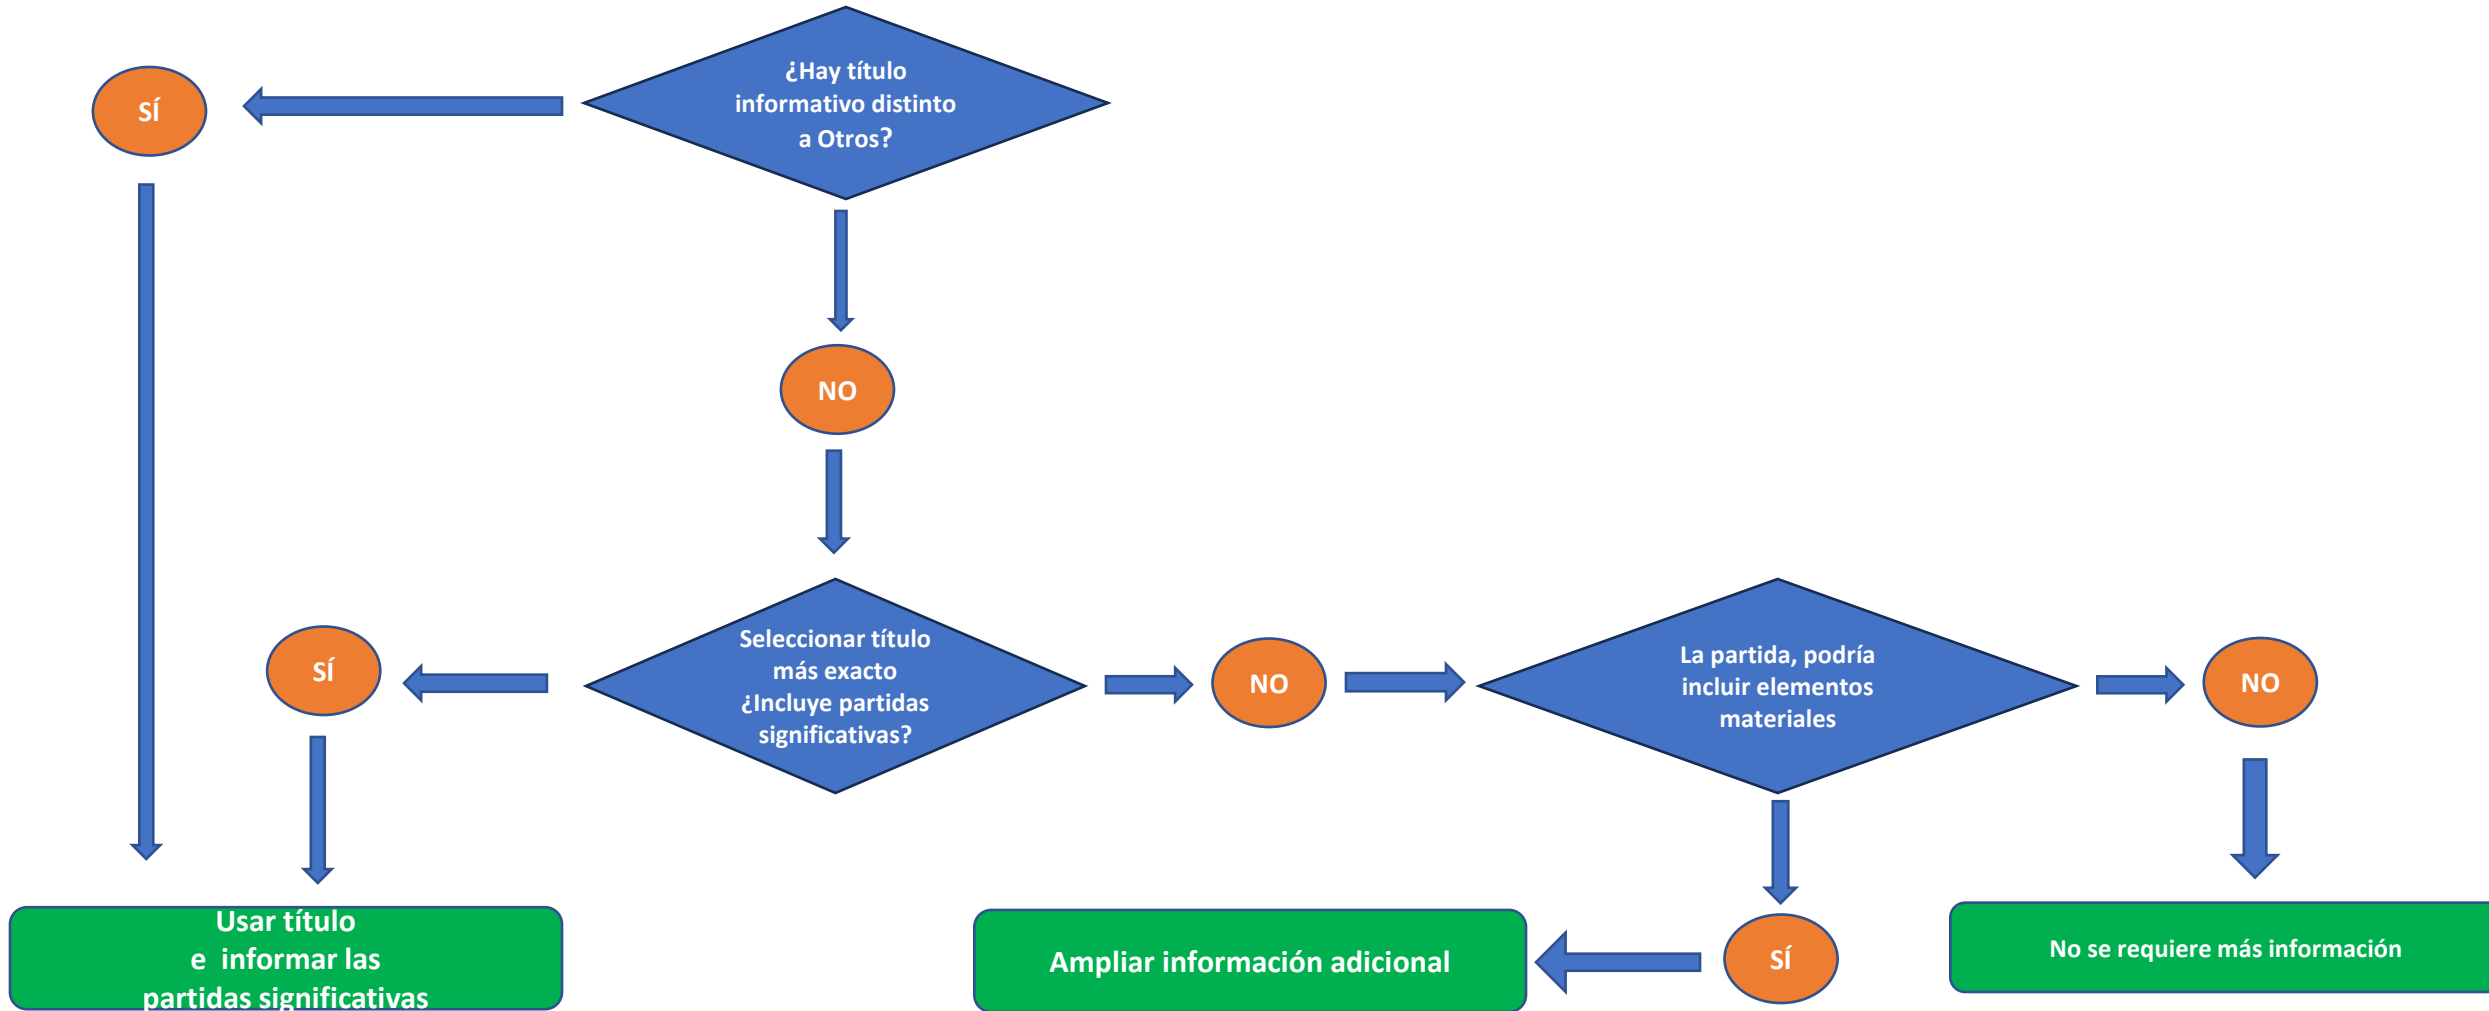 ¿Hay título
informativo distinto
a Otros?
SÍ
NO
Seleccionar título
más exacto
¿Incluye partidas
significativas?
SÍ
NO
La partida, podría
incluir elementos
materiales
NO
Usar título
e informar las
partidas significativas
Ampliar información adicional
SÍ
No se requiere más información